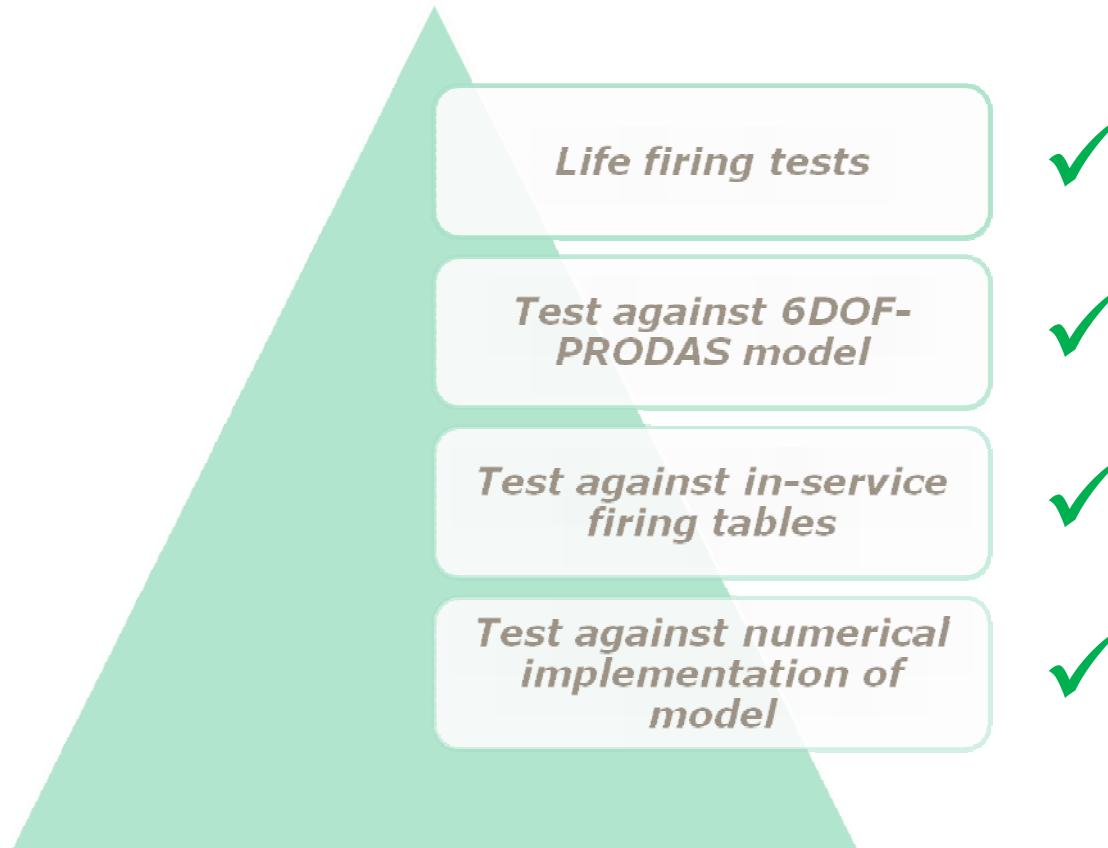 Life firing tests
Test against 6DOF-
PRODAS model
Test against in-service
firing tables
Test against numerical
implementation of
model